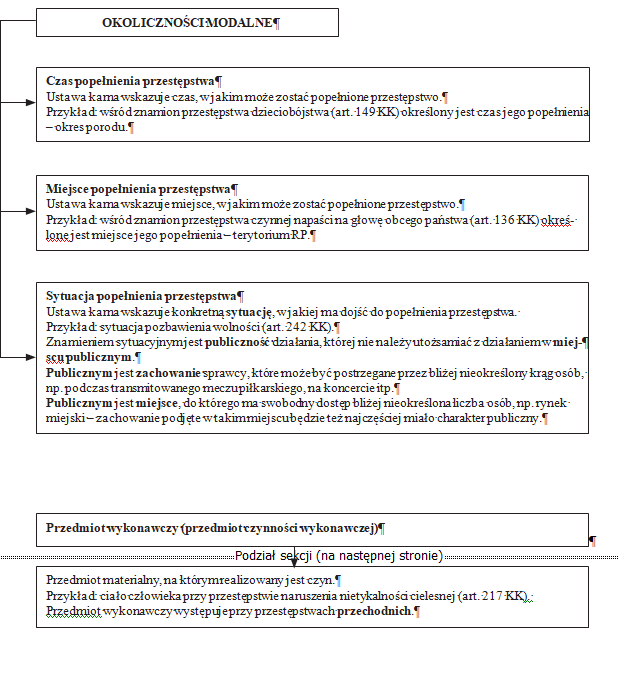 OKOLICZNOŚCI MODALNE¶
Czas popełnienia przestępstwa¶
Ustawa karna wskazuje czas, w jakim może zostać popełnione przestępstwo.¶
Przykład: wśród znamion przestępstwa dzieciobójstwa (art. 149 KK) określony jest czas jego popełnienia
– okres porodu.¶
Miejsce popełnienia przestępstwa¶
Ustawa karna wskazuje miejsce, w jakim może zostać popełnione przestępstwo.¶
Przykład: wśród znamion przestępstwa czynnej napaści na głowę obcego państwa (art. 136 KK) okreś-
lone jest miejsce jego popełnienia – terytorium RP.¶
Sytuacja popełnienia przestępstwa¶
Ustawa karna wskazuje konkretną sytuację, w jakiej ma dojść do popełnienia przestępstwa.
Przykład: sytuacja pozbawienia wolności (art. 242 KK).¶
Znamieniem sytuacyjnym jest publiczność działania, której nie należy utożsamiać z działaniem w miej-¶
scu publicznym.¶
Publicznym jest zachowanie sprawcy, które może być postrzegane przez bliżej nieokreślony krąg osób,
np. podczas transmitowanego meczu piłkarskiego, na koncercie itp.¶
Publicznym jest miejsce, do którego ma swobodny dostęp bliżej nieokreślona liczba osób, np. rynek
miejski – zachowanie podjęte w takim miejscu będzie też najczęściej miało charakter publiczny.¶
Przedmiot wykonawczy (przedmiot czynności wykonawczej)¶
¶
Podział sekcji (na następnej stronie)
Przedmiot materialny, na którym realizowany jest czyn.¶
Przykład: ciało człowieka przy przestępstwie naruszenia nietykalności cielesnej (art. 217 KK).
Przedmiot wykonawczy występuje przy przestępstwach przechodnich.¶